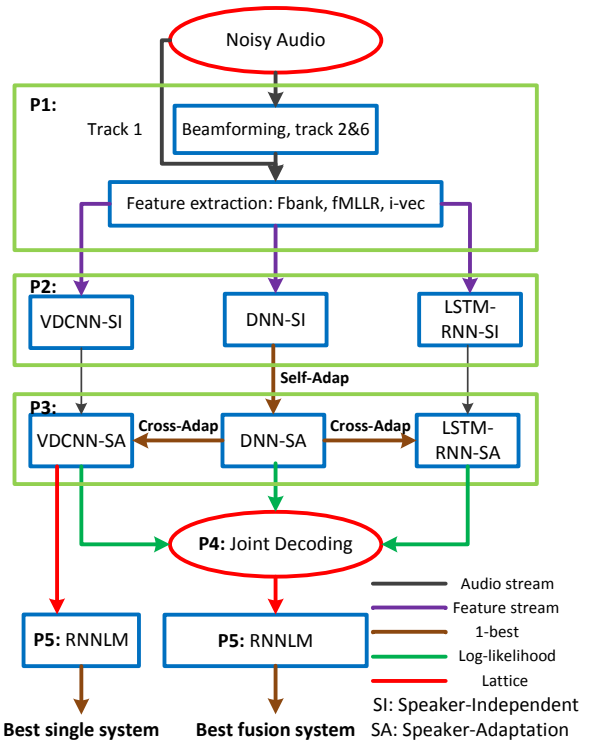 Noisy Audio
P1:
Track 1
Beamforming, track 2&6
Feature extraction: Fbank, fMLLR, i-vec
P2:
VDCNN-SI
DNN-SI
LSTM-
RNN-SI
Self-Adap
P3:
VDCNN-SA
Cross-Adap
DNN-SA
Cross-Adap
LSTM-
RNN-SA
P4: Joint Decoding
P5: RNNLM
P5: RNNLM
Best single system
Best fusion system
Audio stream
Feature stream
1-best
Log-likelihood
Lattice
SI: Speaker-Independent
SA: Speaker-Adaptation